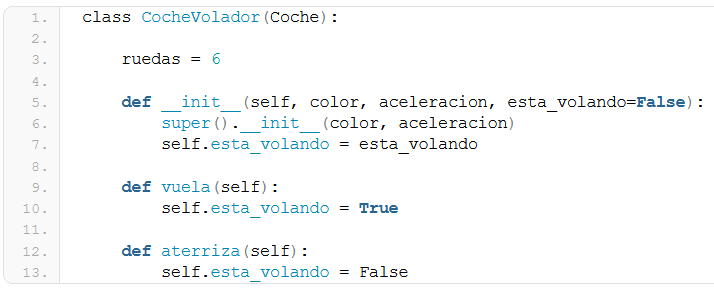 1. class CocheVolador(Coche):
2.
3.     ruedas = 6
4.
5.     def __init__(self, color, aceleracion, esta_volando=False):
6.         super().__init__(color, aceleracion)
7.         self.esta_volando = esta_volando
8.
9.     def vuela(self):
10.         self.esta_volando = True
11.
12.     def aterriza(self):
13.         self.esta_volando = False